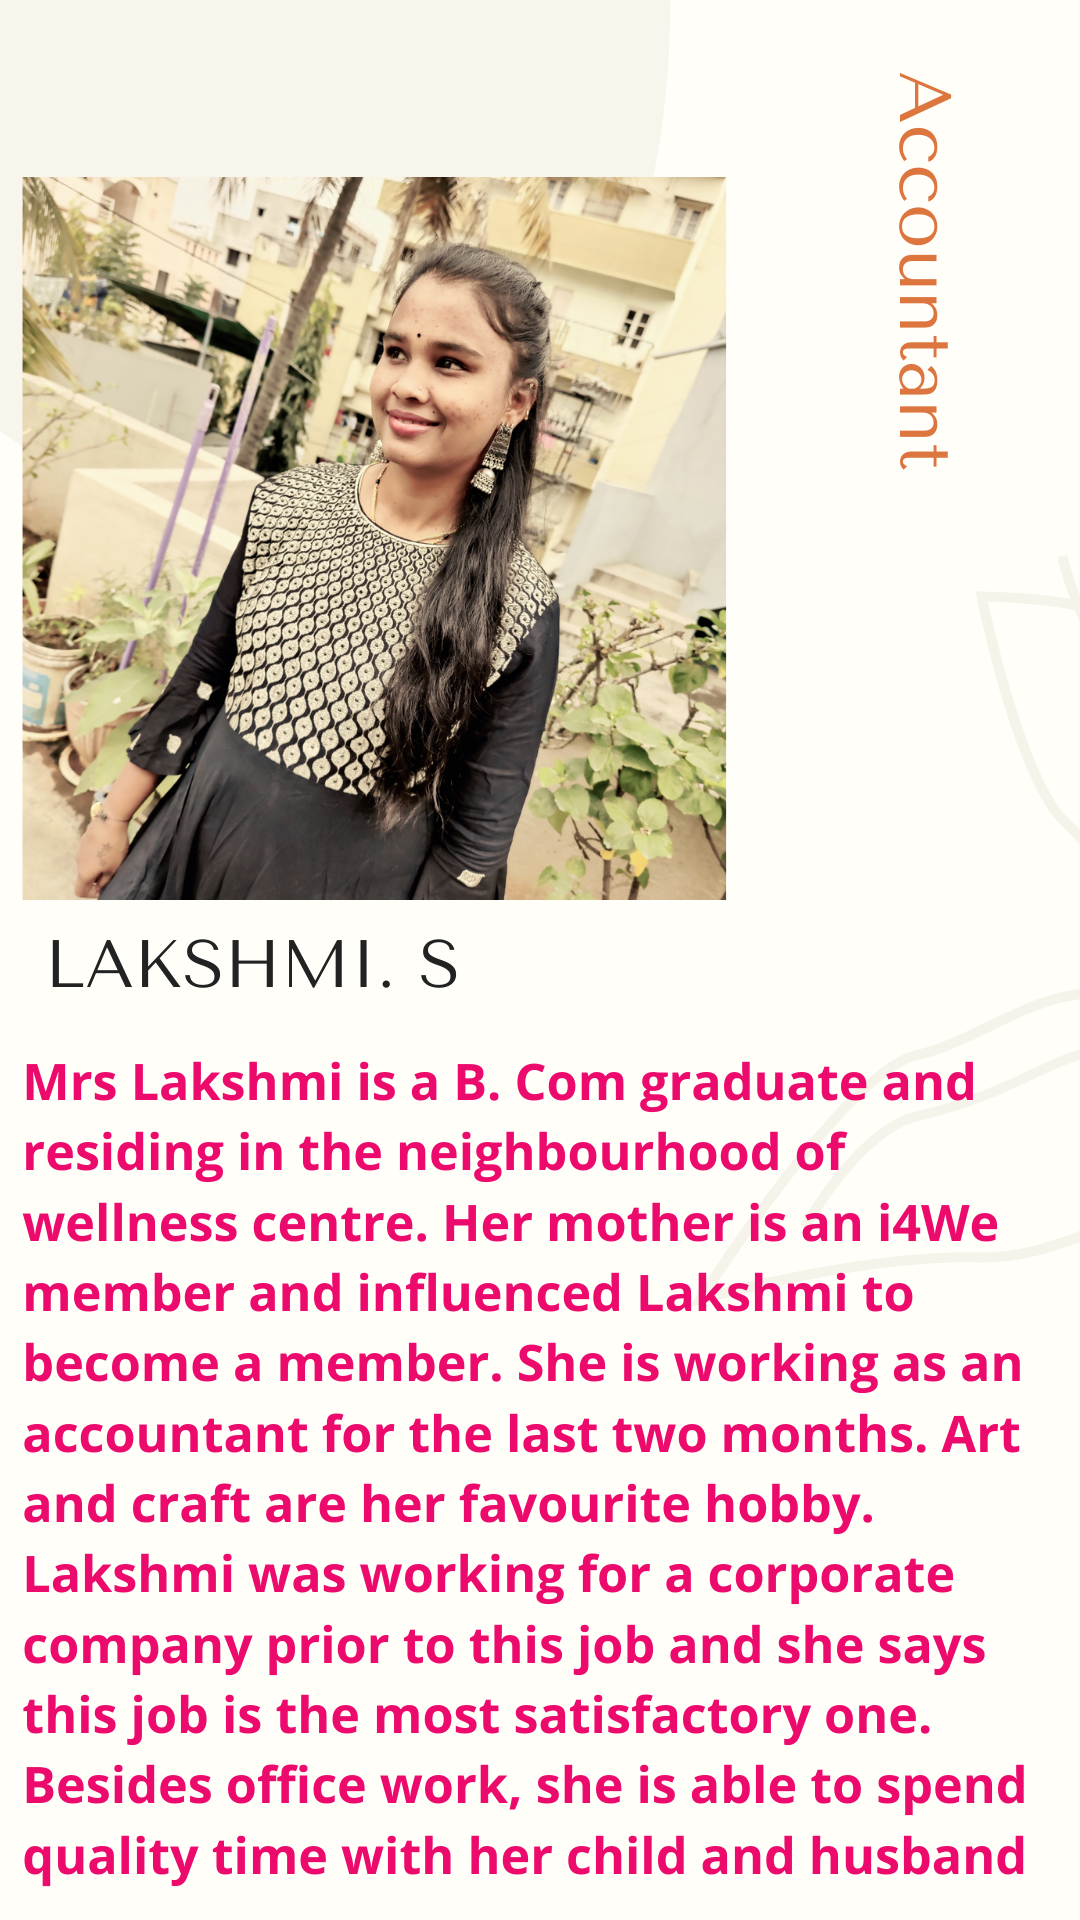 Accountant
LAKSHMI. S
Mrs Lakshmi is a B. Com graduate and
residing in the neighbourhood of
wellness centre. Her mother is an i4We
member and influenced Lakshmi to
become a member. She is working as an
accountant for the last two months. Art
and craft are her favourite hobby.
Lakshmi was working for a corporate
company prior to this job and she says
this job is the most satisfactory one.
Besides office work, she is able to spend
quality time with her child and husband